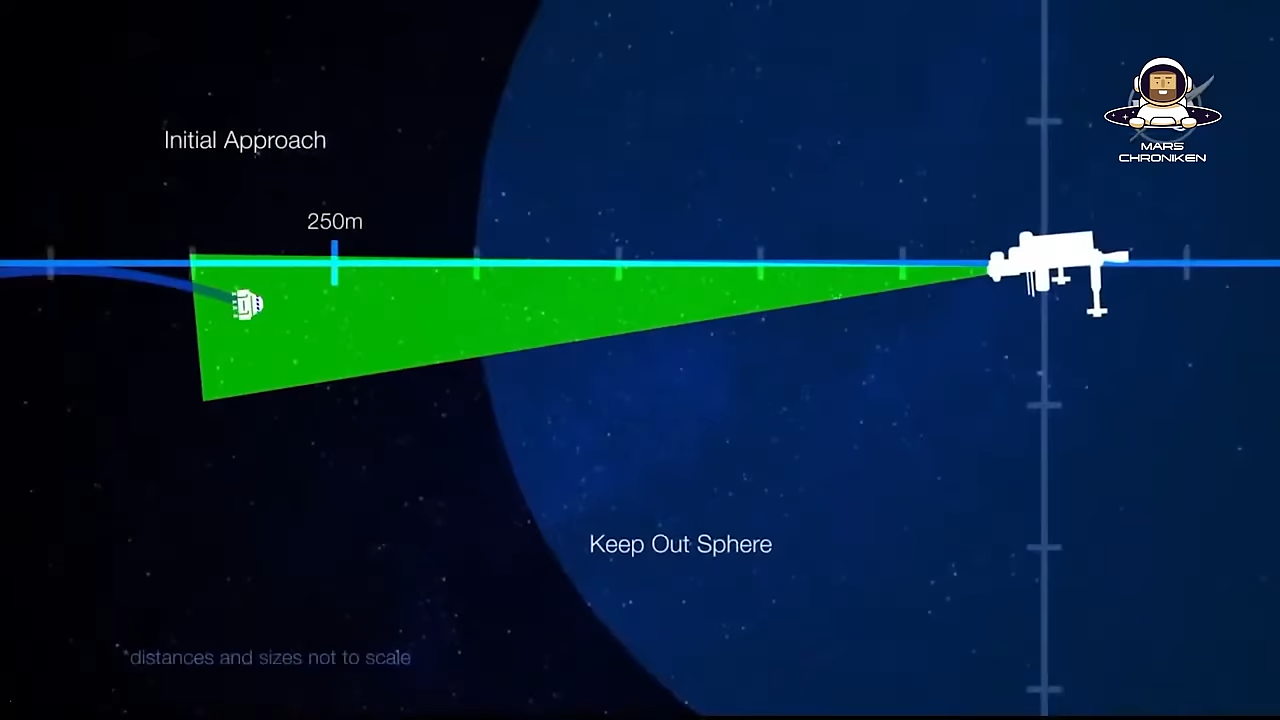 MARS
CHRONIKEN
Initial Approach
250m
Keep Out Sphere
distances and sizes not to scale